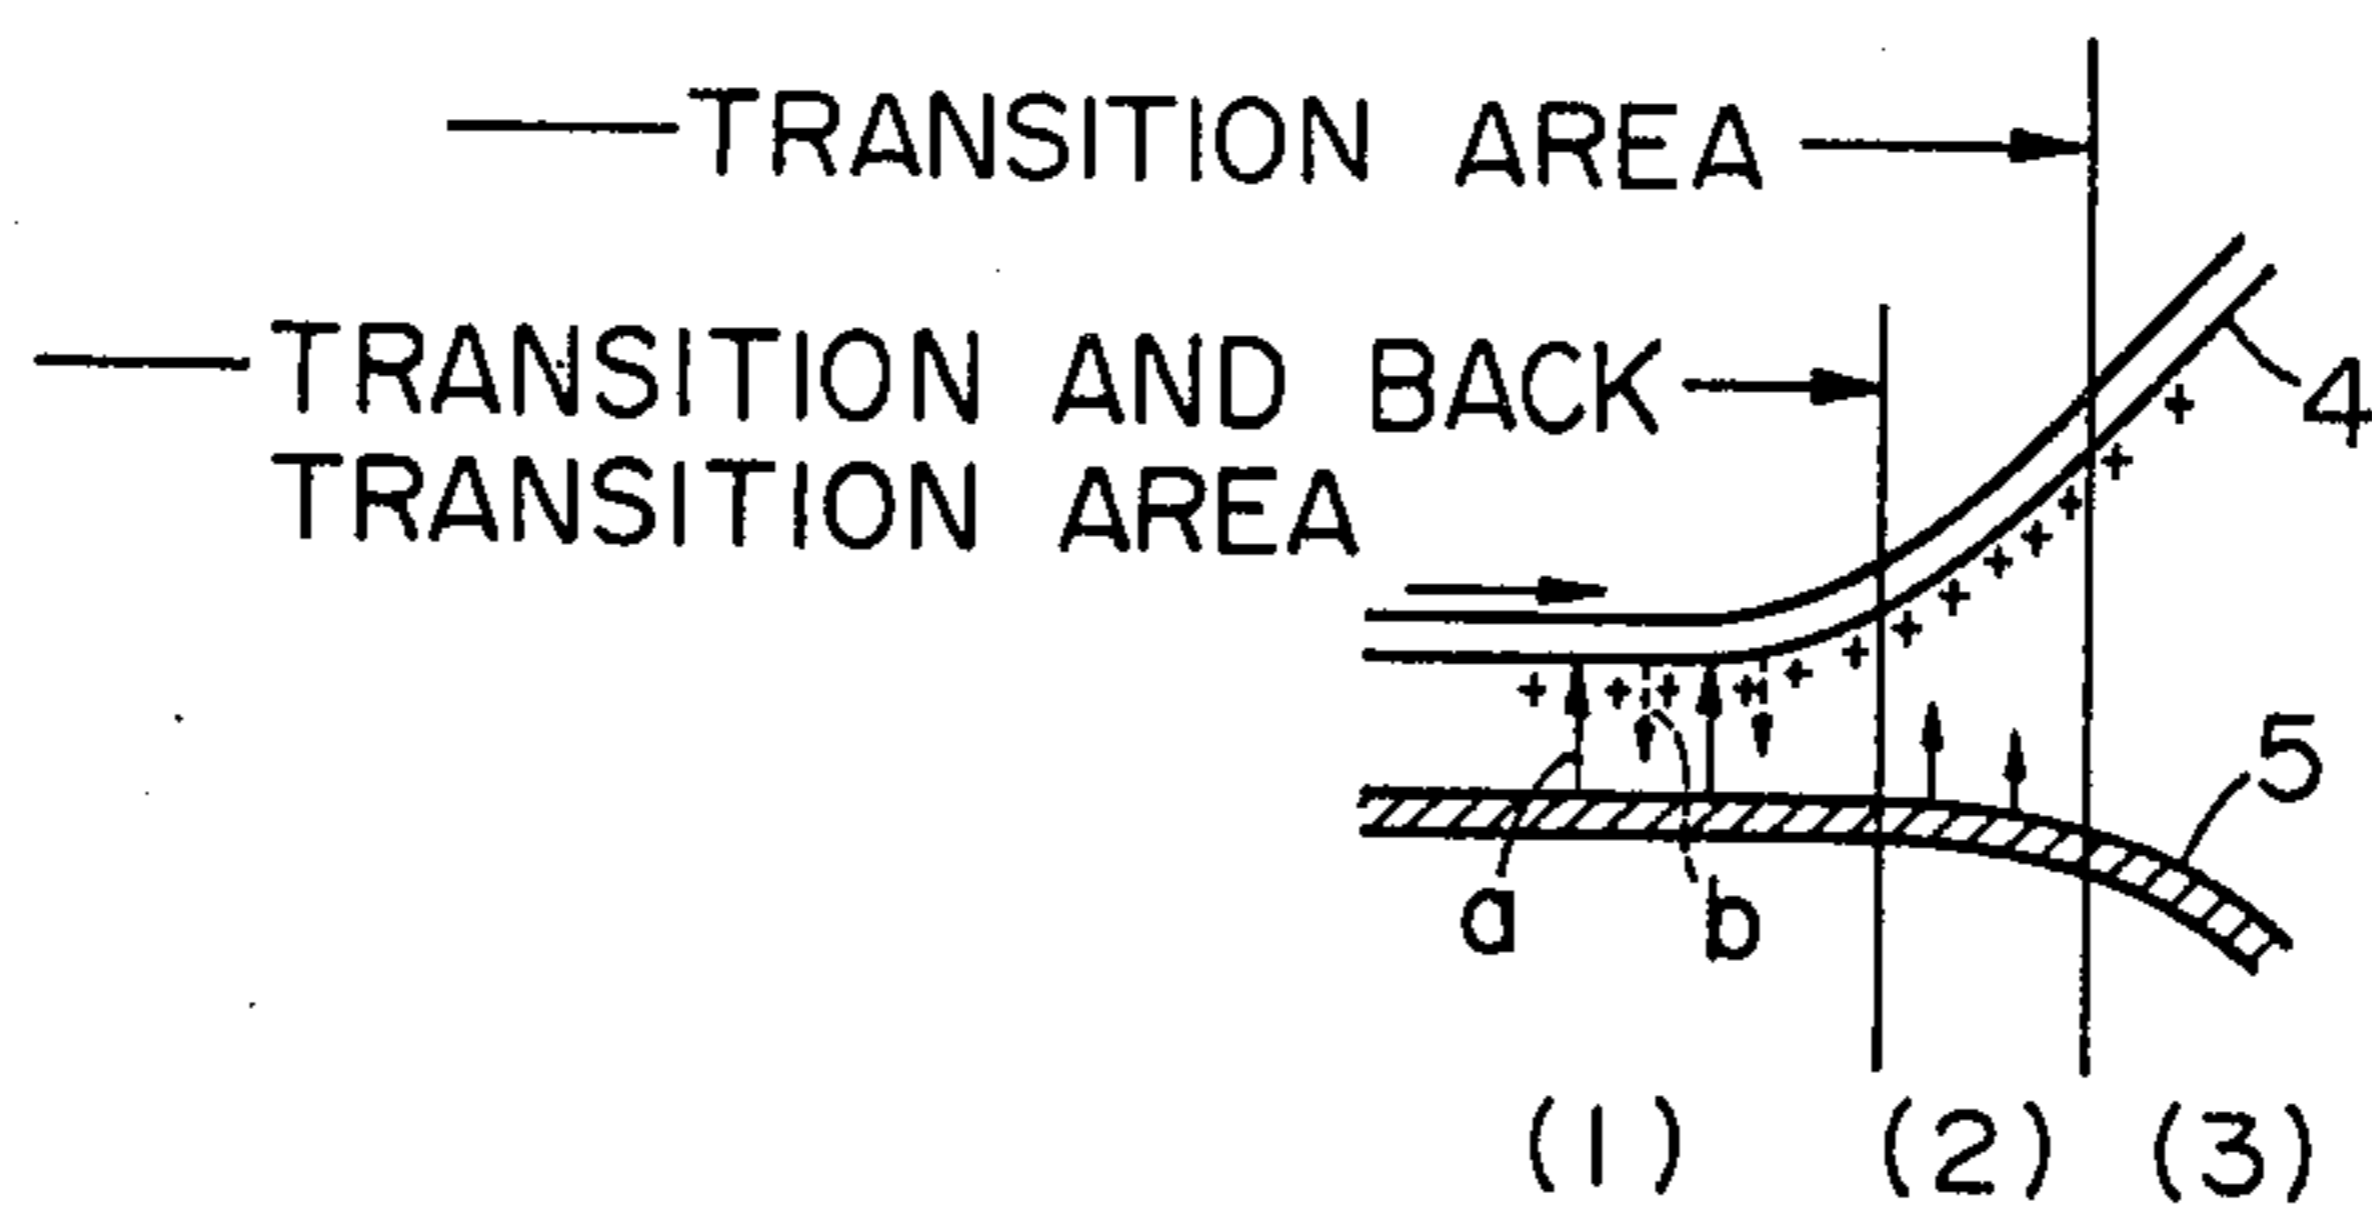 TRANSITION AREA
TRANSITION AND BACK
TRANSITION AREA
4
5
a b
(1) (2) (3)